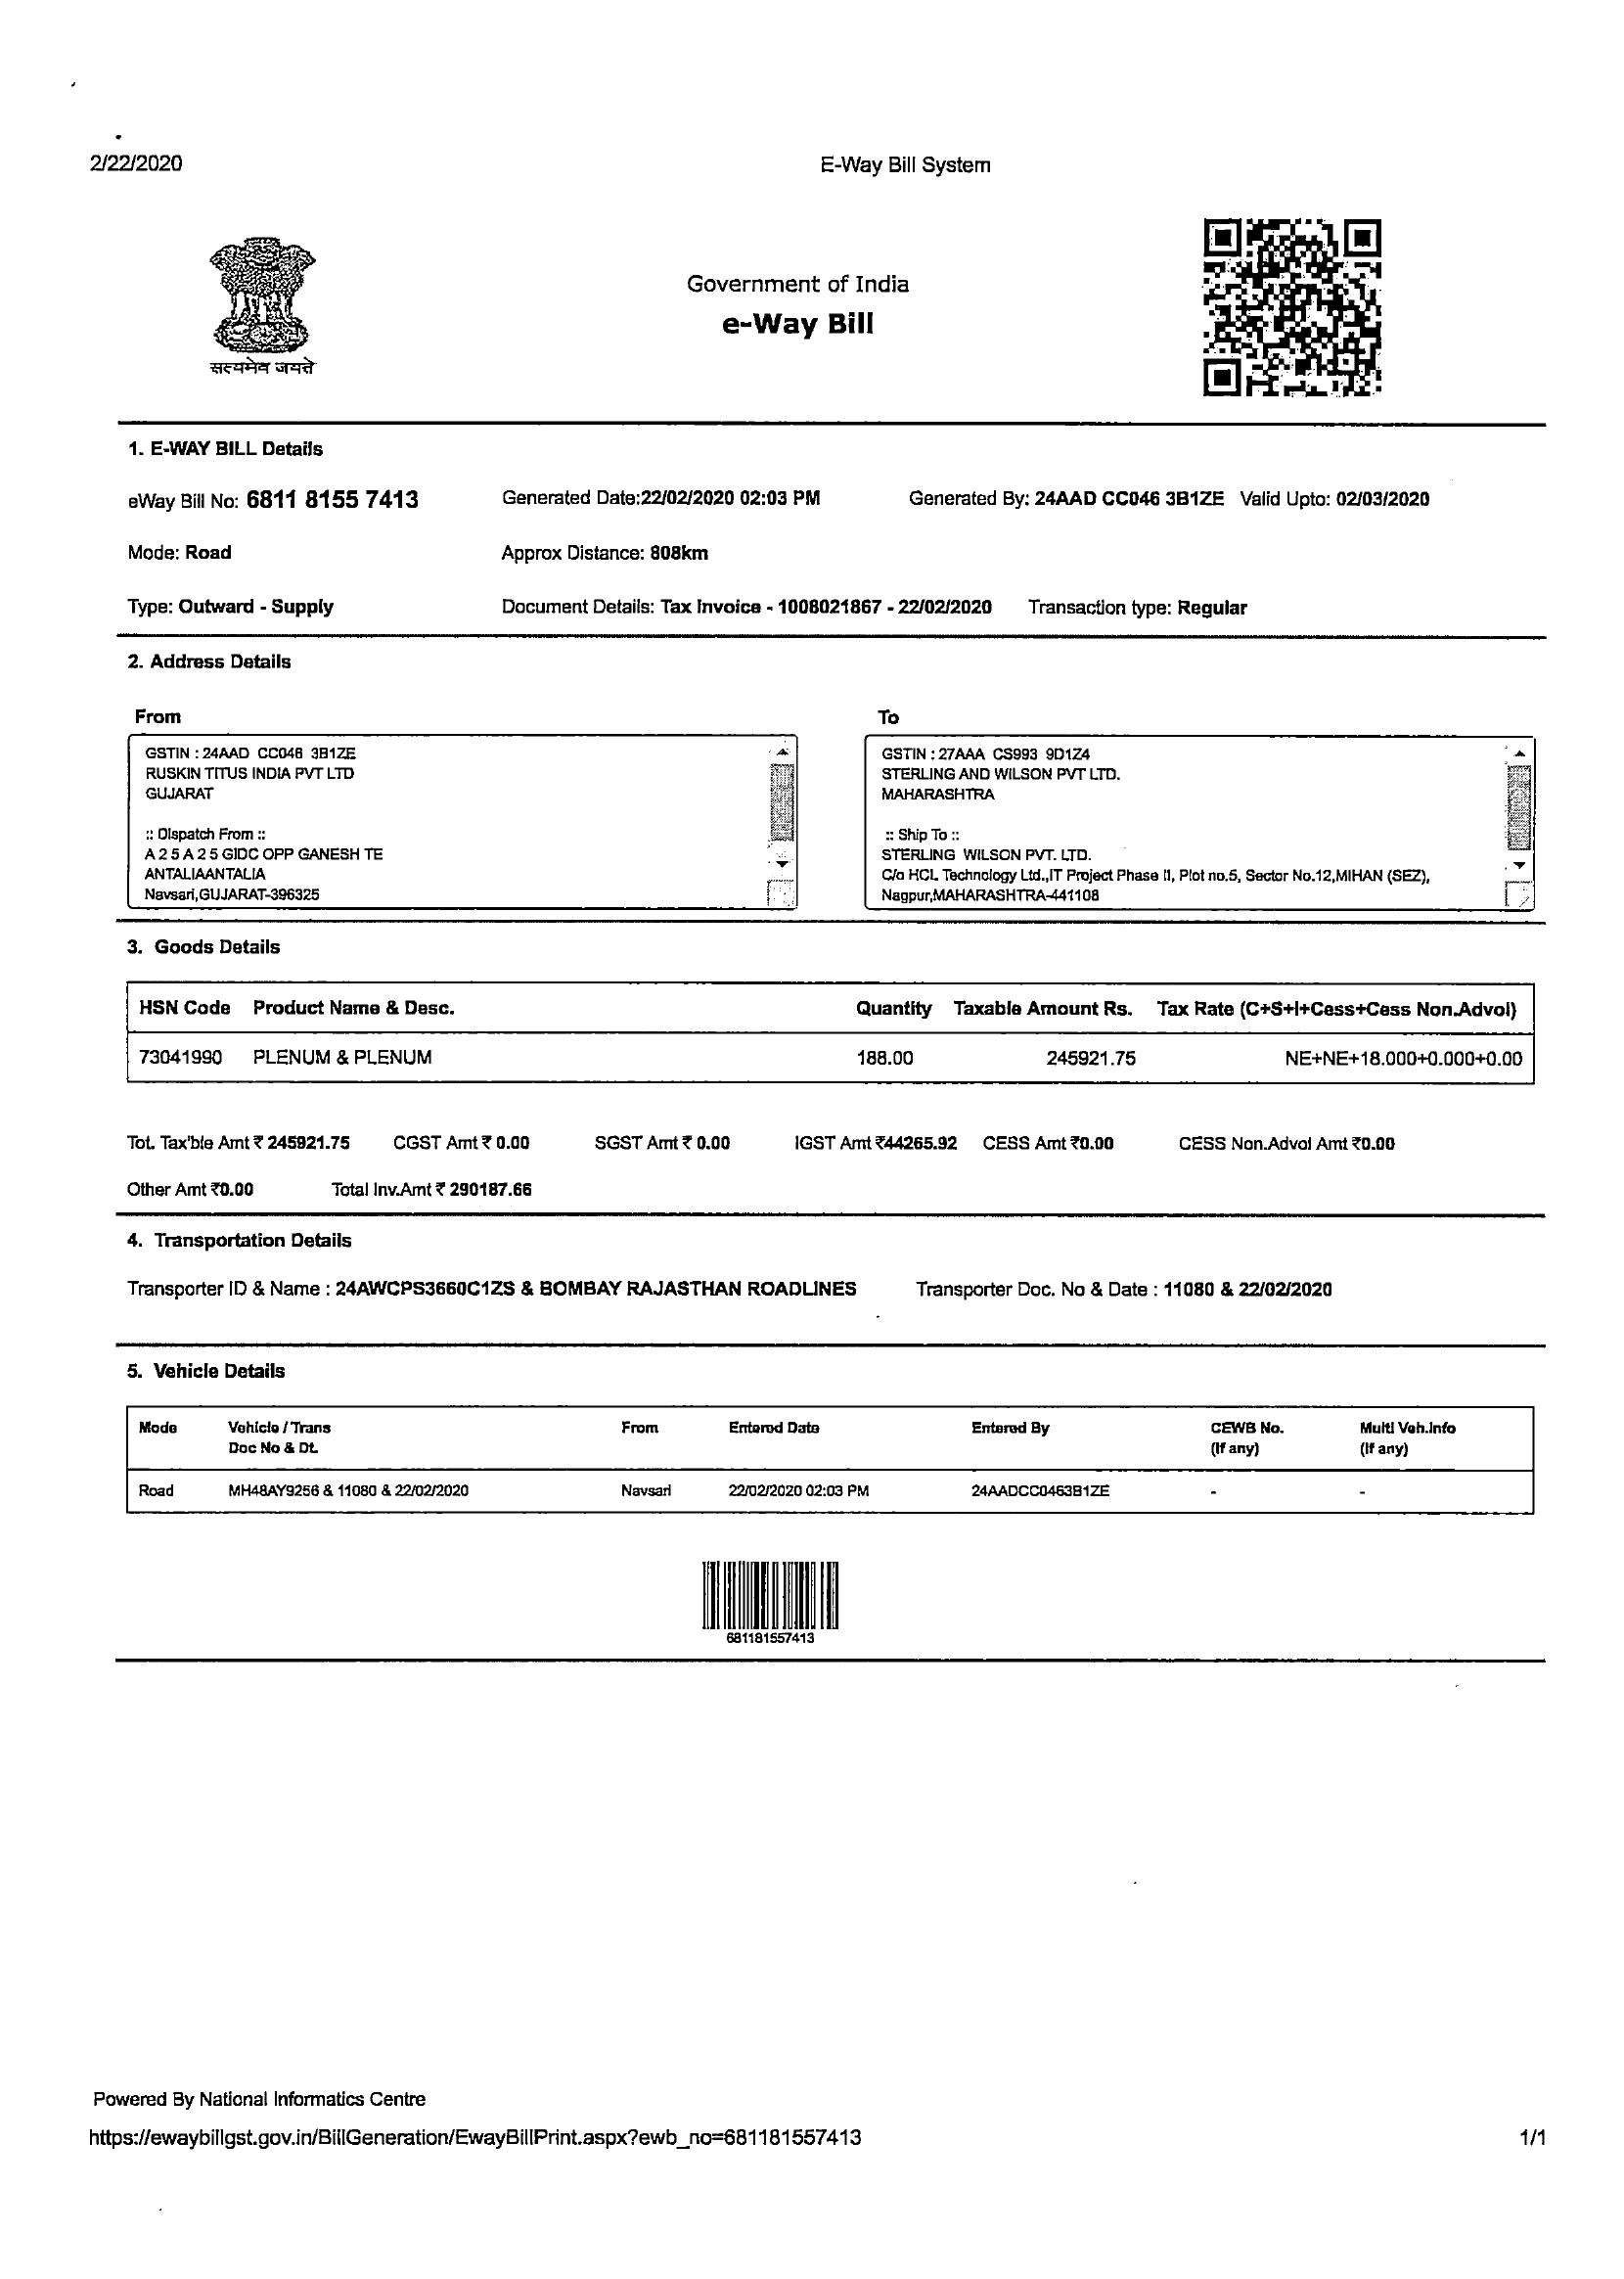 2/22/2020 E-Way Bill System
सत्यमेव जयते
Government of India
e-Way Bill
1. E-WAY BILL Details
eWay Bill No: 6811 8155 7413 Generated Date:22/02/2020 02:03 PM Generated By: 24AAD CC046 3B1ZE Valid Upto: 02/03/2020
Mode: Road Approx Distance: 808km
Type: Outward - Supply Document Details: Tax Invoice - 1008021867 - 22/02/2020 Transaction type: Regular
2. Address Details
From
GSTIN : 24AAD CC046 3B1ZE
RUSKIN TITUS INDIA PVT LTD
GUJARAT
:: Dispatch From ::
A 2 5 A 2 5 GIDC OPP GANESH TE
ANTALIAANTALIA
Navsari,GUJARAT-396325
To
GSTIN : 27AAA CS993 9D1Z4
STERLING AND WILSON PVT LTD.
MAHARASHTRA
:: Ship To ::
STERLING WILSON PVT. LTD.
C/o HCL Technology Ltd.,IT Project Phase II, Plot no.5, Sector No.12,MIHAN (SEZ),
Nagpur,MAHARASHTRA-441108
3. Goods Details
HSN Code Product Name & Desc. Quantity Taxable Amount Rs. Tax Rate (C+S+I+Cess+Cess Non.Advol)
73041990 PLENUM & PLENUM 188.00 245921.75 NE+NE+18.000+0.000+0.00
Tot. Tax'ble Amt ₹ 245921.75 CGST Amt ₹ 0.00 SGST Amt ₹ 0.00 IGST Amt ₹44265.92 CESS Amt ₹0.00 CESS Non.Advol Amt ₹0.00
Other Amt ₹0.00 Total Inv.Amt ₹ 290187.66
4. Transportation Details
Transporter ID & Name : 24AWCPS3660C1ZS & BOMBAY RAJASTHAN ROADLINES Transporter Doc. No & Date : 11080 & 22/02/2020
5. Vehicle Details
Mode Vehicle / Trans From Entered Date Entered By CEWB No. Multi Veh.Info
Doc No & Dt. (If any) (If any)
Road MH48AY9256 & 11080 & 22/02/2020 Navsari 22/02/2020 02:03 PM 24AADCC0463B1ZE - -
681181557413
Powered By National Informatics Centre
https://ewaybillgst.gov.in/BillGeneration/EwayBillPrint.aspx?ewb_no=681181557413 1/1